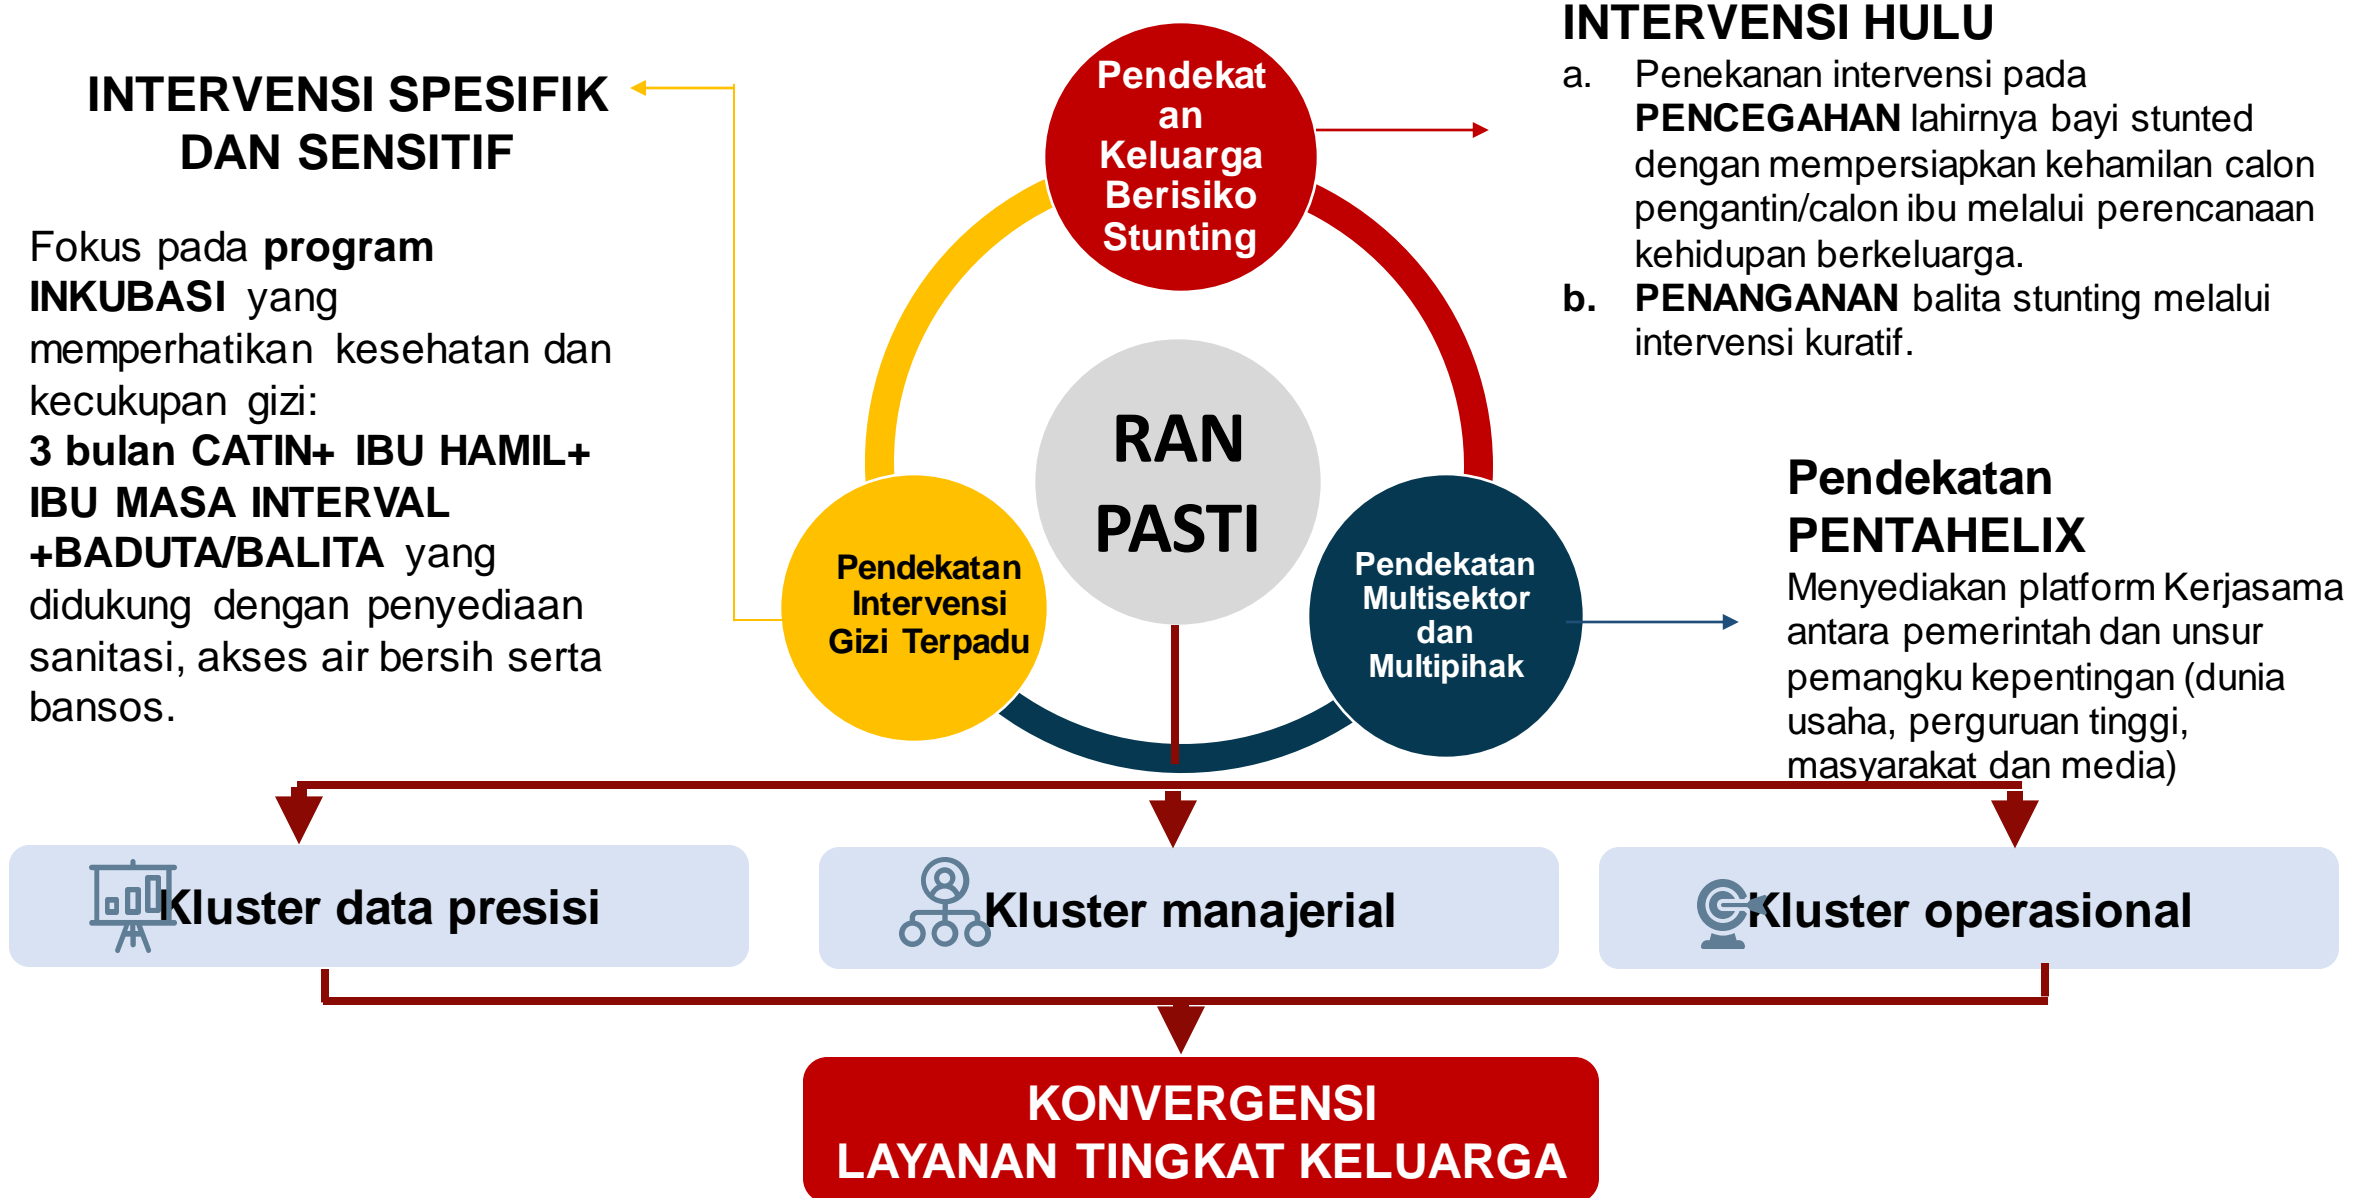 INTERVENSI SPESIFIK
DAN SENSITIF
Fokus pada program
INKUBASI yang
memperhatikan kesehatan dan
kecukupan gizi:
3 bulan CATIN+ IBU HAMIL+
IBU MASA INTERVAL
+BADUTA/BALITA yang
didukung dengan penyediaan
sanitasi, akses air bersih serta
bansos.
Pendekat
an
Keluarga
Berisiko
Stunting
RAN
PASTI
Pendekatan
Intervensi
Gizi Terpadu
Pendekatan
Multisektor
dan
Multipihak
INTERVENSI HULU
a. Penekanan intervensi pada
PENCEGAHAN lahirnya bayi stunted
dengan mempersiapkan kehamilan calon
pengantin/calon ibu melalui perencanaan
kehidupan berkeluarga.
b. PENANGANAN balita stunting melalui
intervensi kuratif.
Pendekatan
PENTAHELIX
Menyediakan platform Kerjasama
antara pemerintah dan unsur
pemangku kepentingan (dunia
usaha, perguruan tinggi,
masyarakat dan media)
Kluster data presisi
Kluster manajerial
Kluster operasional
KONVERGENSI
LAYANAN TINGKAT KELUARGA